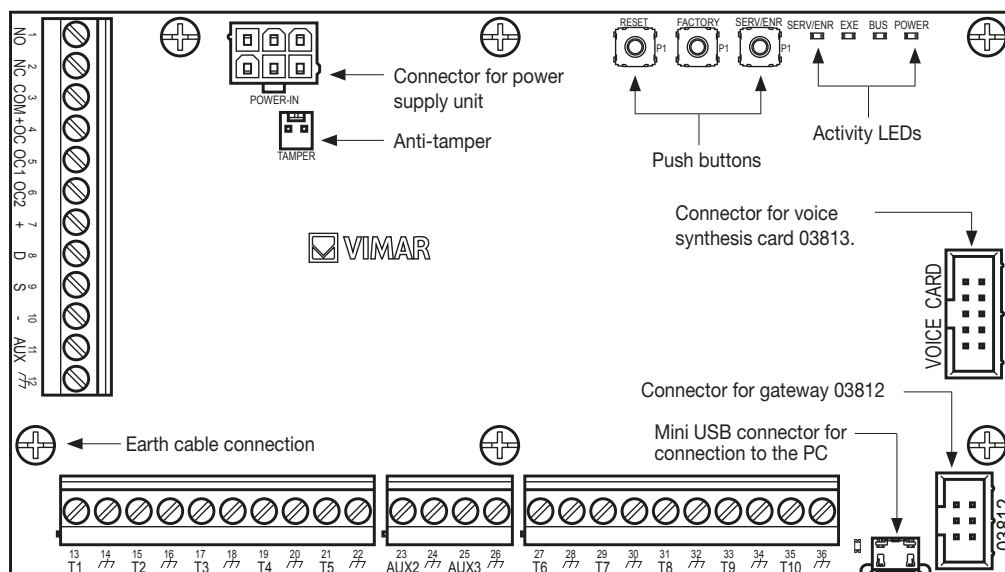 RESET
FACTORY
SERV/ENR
SERV/ENR EXE BUS POWER
P1
P1
P1
POWER-IN
Connector for power
supply unit
TAMPER
Anti-tamper
Push buttons
Activity LEDs
1 NO
2 NC
3 COM
4 +OC
5 OC1
6 OC2
7 +
8 D
9 S
10 -
11 AUX
12
VIMAR
Connector for voice
synthesis card 03813.
VOICE CARD
Connector for gateway 03812
Earth cable connection
Mini USB connector for
connection to the PC
03812
13 14 15 16 17 18 19 20 21 22
T1 T2 T3 T4 T5
23 24 25 26
AUX2 AUX3
27 28 29 30 31 32 33 34 35 36
T6 T7 T8 T9 T10